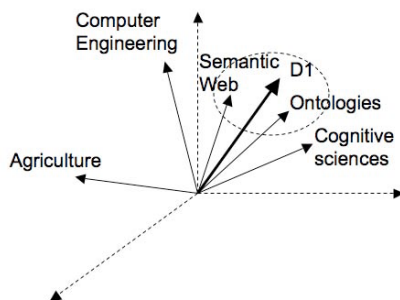 Computer
Engineering
Semantic
Web
D1
Ontologies
Cognitive
sciences
Agriculture